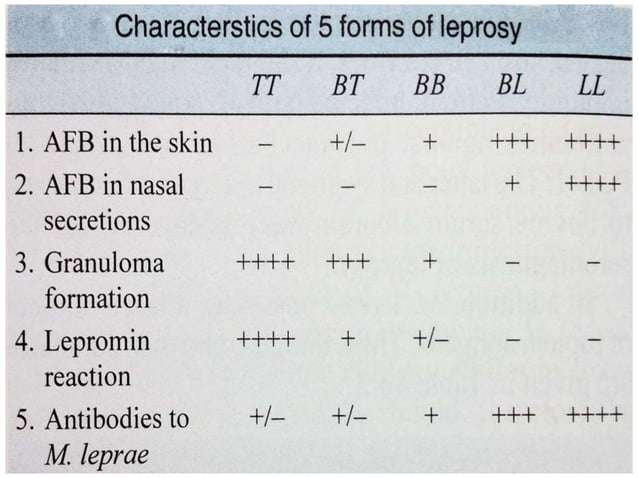 Characterstics of 5 forms of leprosy
TT BT BB BL LL
1. AFB in the skin – +/– + +++ ++++
2. AFB in nasal – – – + ++++
secretions
3. Granuloma ++++ +++ + – –
formation
4. Lepromin ++++ + +/– – –
reaction
5. Antibodies to +/– +/– + +++ ++++
M. leprae